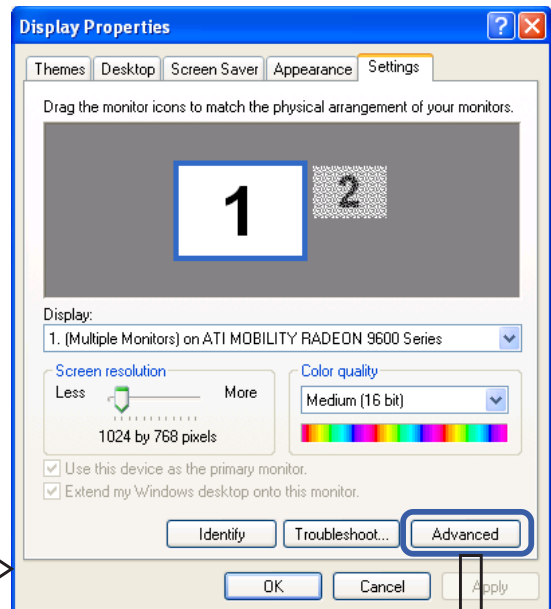 Display Properties
Themes Desktop Screen Saver Appearance Settings
Drag the monitor icons to match the physical arrangement of your monitors.
1 2
Display:
1. (Multiple Monitors) on ATI MOBILITY RADEON 9600 Series
Screen resolution Color quality
Less More Medium (16 bit)
1024 by 768 pixels
Use this device as the primary monitor.
Extend my Windows desktop onto this monitor.
Identify Troubleshoot... Advanced
OK Cancel Apply